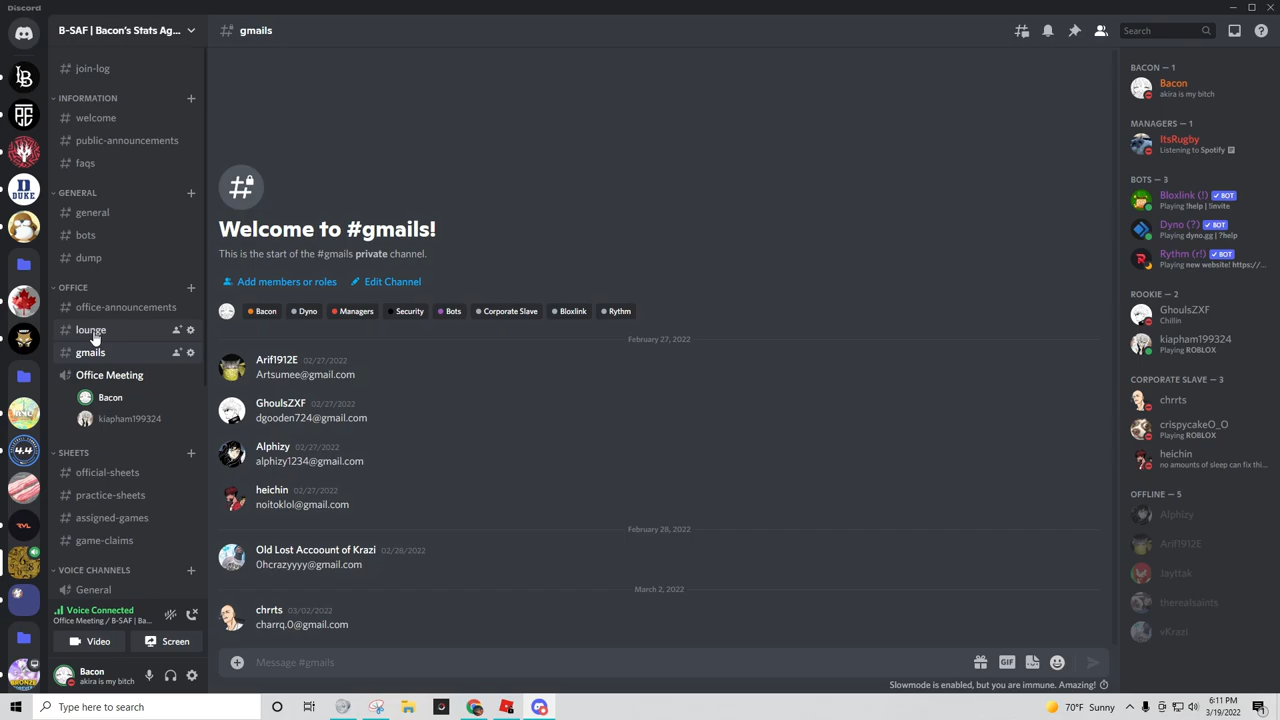 Discord
B-SAF | Bacon's Stats Ag...
gmails
Search
join-log
INFORMATION
welcome
public-announcements
faqs
GENERAL
general
bots
dump
OFFICE
office-announcements
lounge
gmails
Office Meeting
Bacon
kiapham199324
SHEETS
official-sheets
practice-sheets
assigned-games
game-claims
VOICE CHANNELS
General
Voice Connected
Office Meeting / B-SAF | Ba...
Video
Screen
Bacon
akira is my bitch
Welcome to #gmails!
This is the start of the #gmails private channel.
Add members or roles
Edit Channel
Bacon Dyno Managers Security Bots Corporate Slave Bloxlink Rythm
February 27, 2022
Arif1912E 02/27/2022
Artsumee@gmail.com
GhoulsZXF 02/27/2022
dgooden724@gmail.com
Alphizy 02/27/2022
alphizy1234@gmail.com
heichin 02/27/2022
noitoklol@gmail.com
February 28, 2022
Old Lost Accoount of Krazi 02/28/2022
0hcrazyyyy@gmail.com
March 2, 2022
chrrts 03/02/2022
charrq.0@gmail.com
Message #gmails
GIF
Slowmode is enabled, but you are immune. Amazing!
BACON — 1
Bacon
akira is my bitch
MANAGERS — 1
ItsRugby
Listening to Spotify
BOTS — 3
Bloxlink (!) BOT
Playing !help | !invite
Dyno (?) BOT
Playing dyno.gg | ?help
Rythm (r!) BOT
Playing new website! https:/...
ROOKIE — 2
GhoulsZXF
Chillin
kiapham199324
Playing ROBLOX
CORPORATE SLAVE — 3
chrrts
crispycakeO_O
Playing ROBLOX
heichin
no amounts of sleep can fix thi...
OFFLINE — 5
Alphizy
Arif1912E
Jayttak
therealsaints
vKrazi
Type here to search
70°F Sunny
6:11 PM
3/19/2022